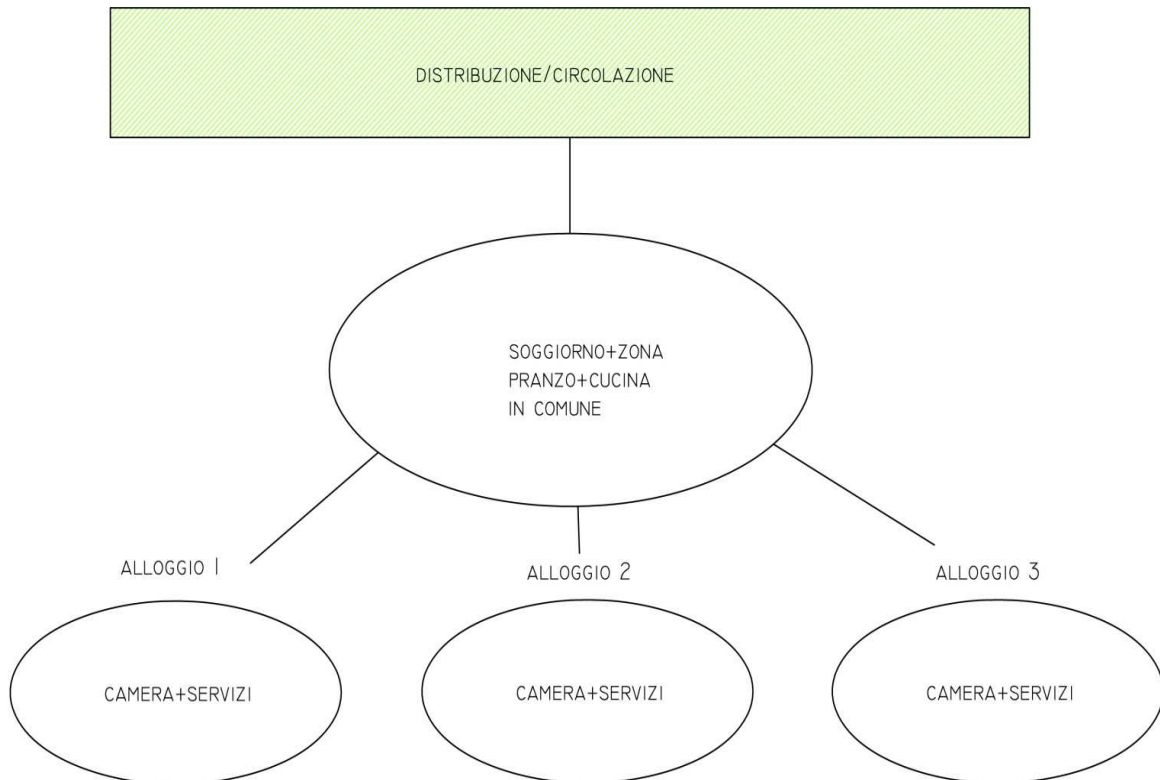 DISTRIBUZIONE/CIRCOLAZIONE
SOGGIORNO+ZONA
PRANZO+CUCINA
IN COMUNE
ALLOGGIO 1
ALLOGGIO 2
ALLOGGIO 3
CAMERA+SERVIZI
CAMERA+SERVIZI
CAMERA+SERVIZI